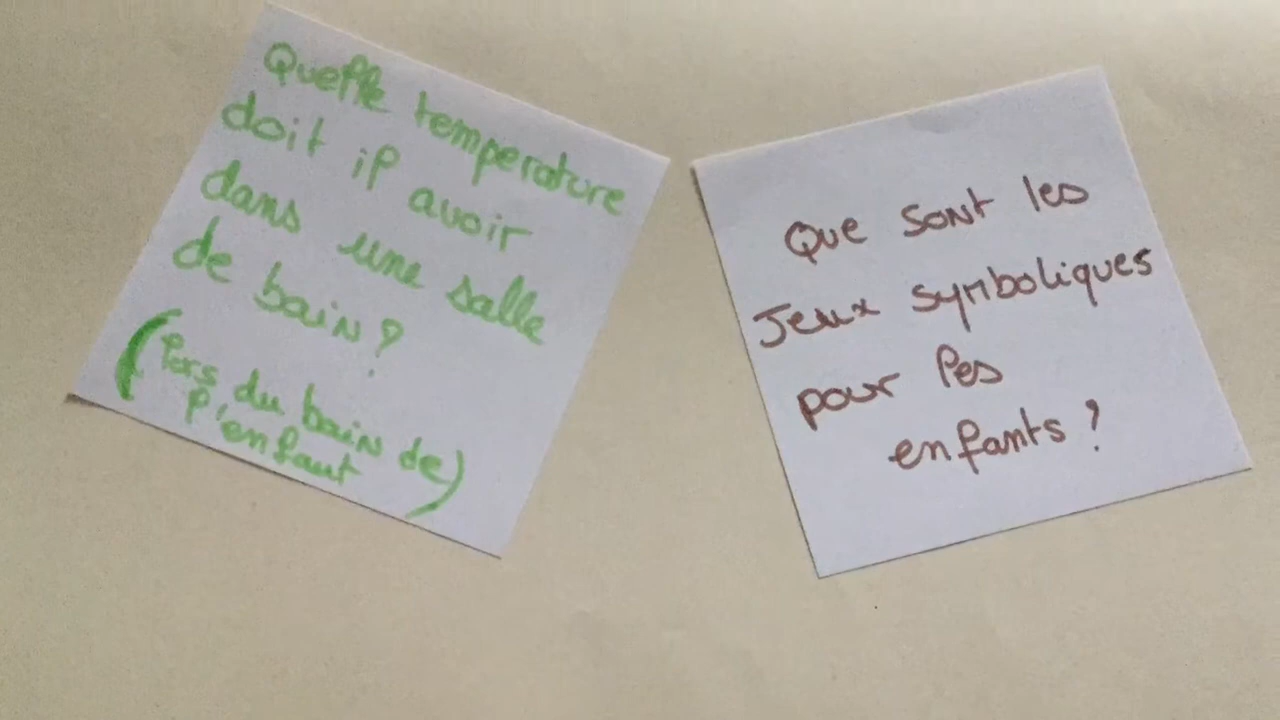 Quelle temperature
doit il avoir
dans une salle
de bain ?
(lors du bain de)
l'enfant
Que sont les
Jeux symboliques
pour les
enfants ?